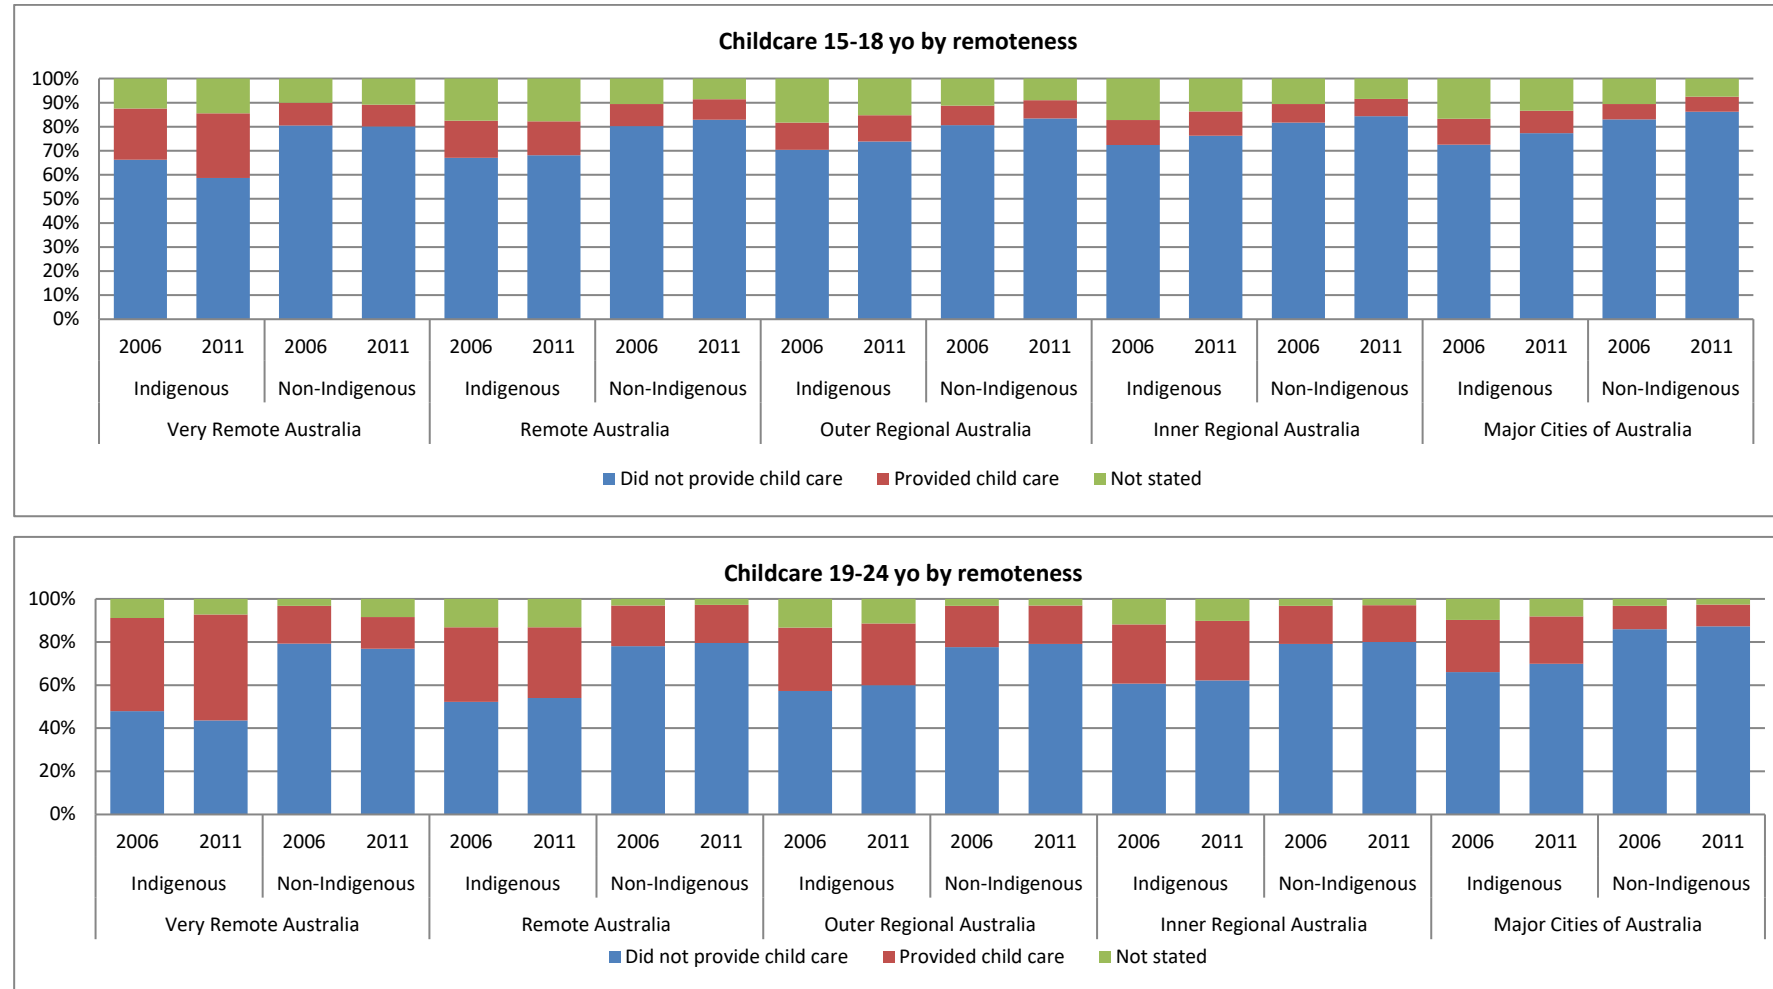 Childcare 15-18 yo by remoteness
100%
90%
80%
70%
60%
50%
40%
30%
20%
10%
0%
2006 2011 2006 2011 2006 2011 2006 2011 2006 2011 2006 2011 2006 2011 2006 2011 2006 2011 2006 2011
Indigenous Non-Indigenous Indigenous Non-Indigenous Indigenous Non-Indigenous Indigenous Non-Indigenous Indigenous Non-Indigenous
Very Remote Australia Remote Australia Outer Regional Australia Inner Regional Australia Major Cities of Australia
Did not provide child care Provided child care Not stated
Childcare 19-24 yo by remoteness
100%
80%
60%
40%
20%
0%
2006 2011 2006 2011 2006 2011 2006 2011 2006 2011 2006 2011 2006 2011 2006 2011 2006 2011 2006 2011
Indigenous Non-Indigenous Indigenous Non-Indigenous Indigenous Non-Indigenous Indigenous Non-Indigenous Indigenous Non-Indigenous
Very Remote Australia Remote Australia Outer Regional Australia Inner Regional Australia Major Cities of Australia
Did not provide child care Provided child care Not stated